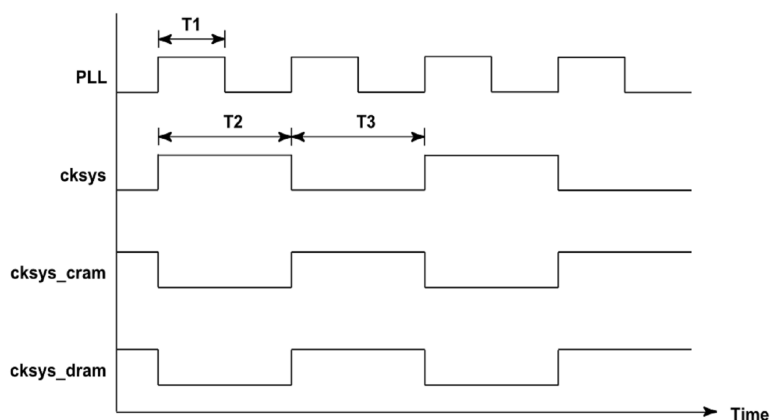 T1
PLL
T2 T3
cksys
cksys_cram
cksys_dram
Time